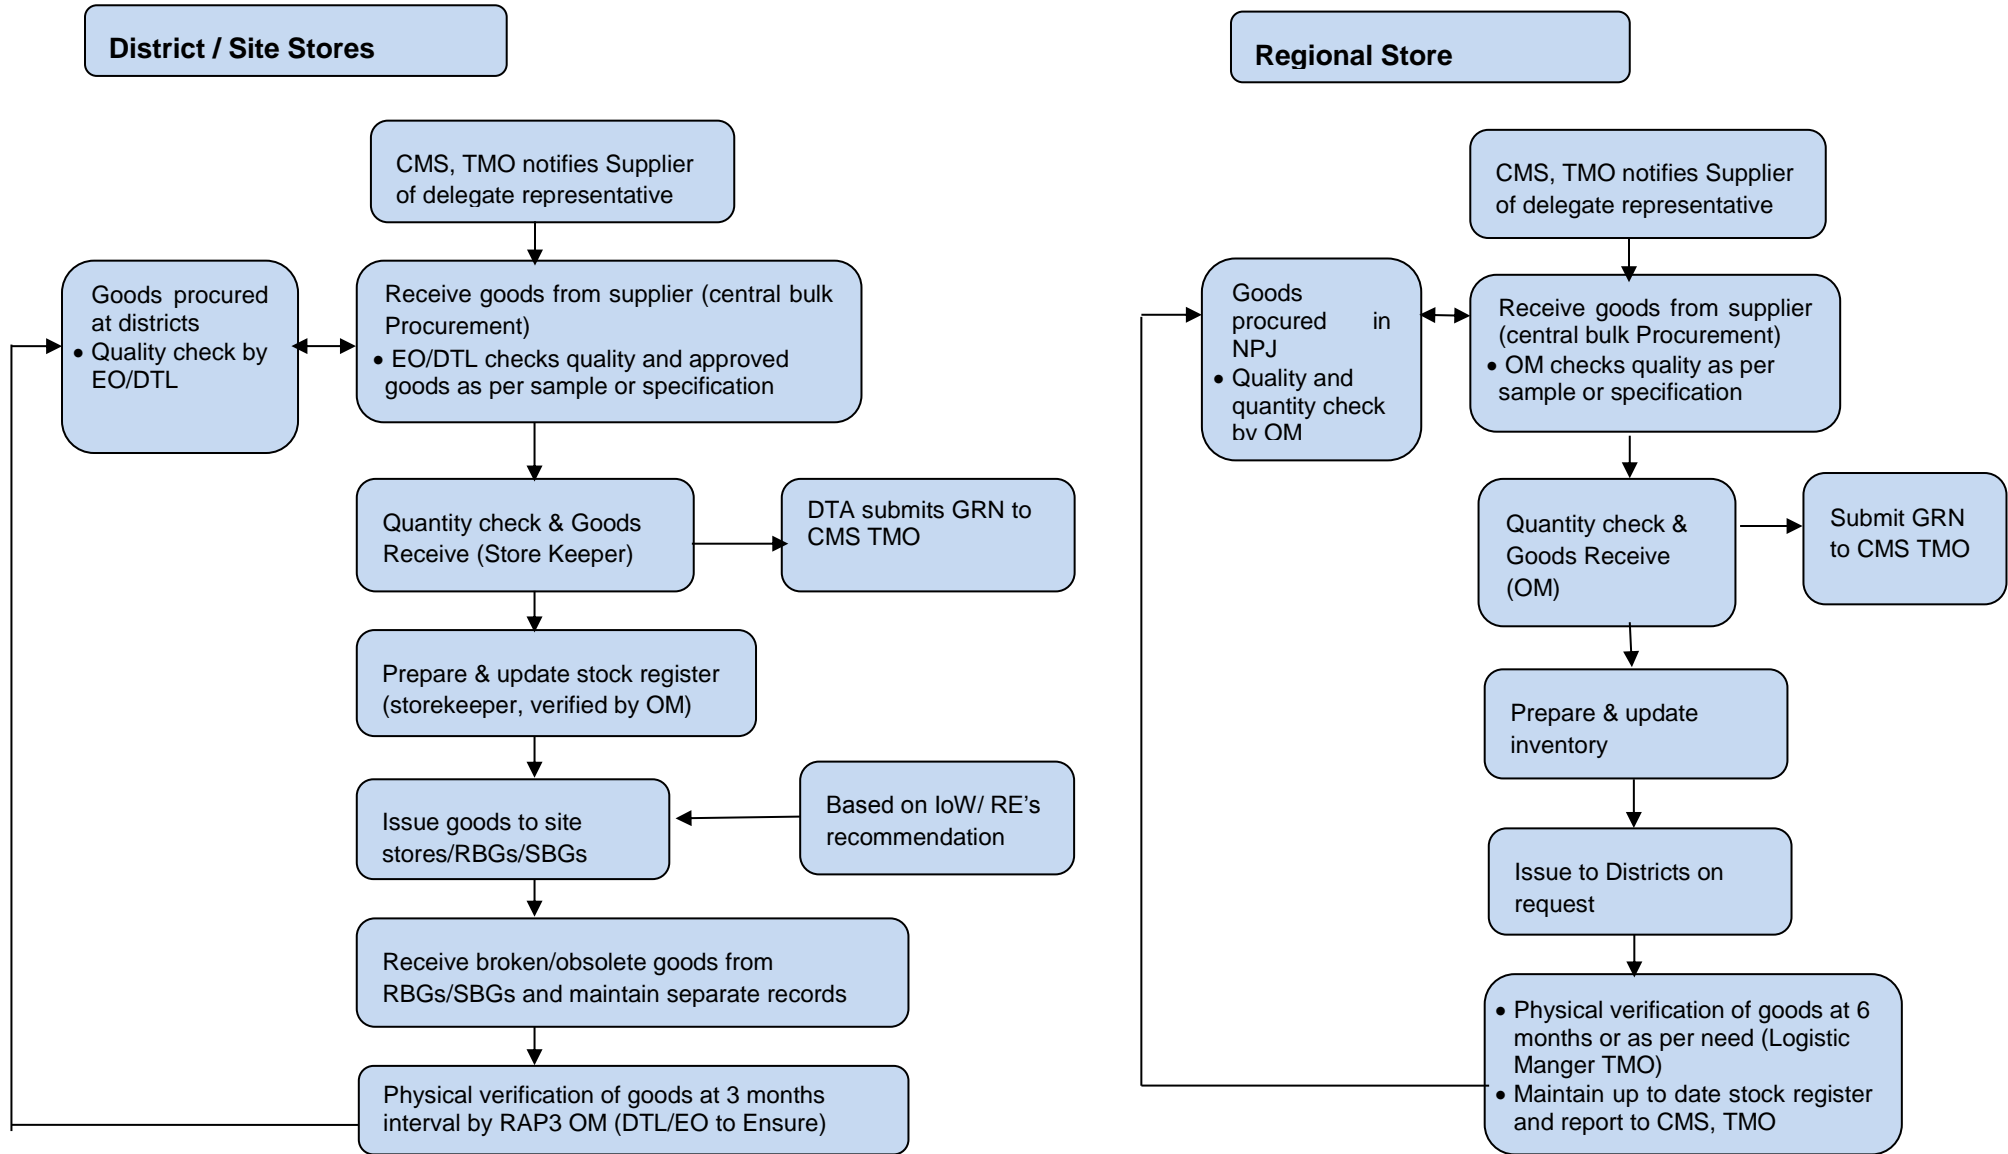 District / Site Stores
CMS, TMO notifies Supplier
of delegate representative
Goods procured
at districts
• Quality check by
EO/DTL
Receive goods from supplier (central bulk
Procurement)
• EO/DTL checks quality and approved
goods as per sample or specification
Quantity check & Goods
Receive (Store Keeper)
DTA submits GRN to
CMS TMO
Prepare & update stock register
(storekeeper, verified by OM)
Issue goods to site
stores/RBGs/SBGs
Based on IoW/ RE’s
recommendation
Receive broken/obsolete goods from
RBGs/SBGs and maintain separate records
Physical verification of goods at 3 months
interval by RAP3 OM (DTL/EO to Ensure)
Regional Store
CMS, TMO notifies Supplier
of delegate representative
Goods
procured in
NPJ
• Quality and
quantity check
by OM
Receive goods from supplier
(central bulk Procurement)
• OM checks quality as per
sample or specification
Quantity check &
Goods Receive
(OM)
Submit GRN
to CMS TMO
Prepare & update
inventory
Issue to Districts on
request
• Physical verification of goods at 6
months or as per need (Logistic
Manger TMO)
• Maintain up to date stock register
and report to CMS, TMO